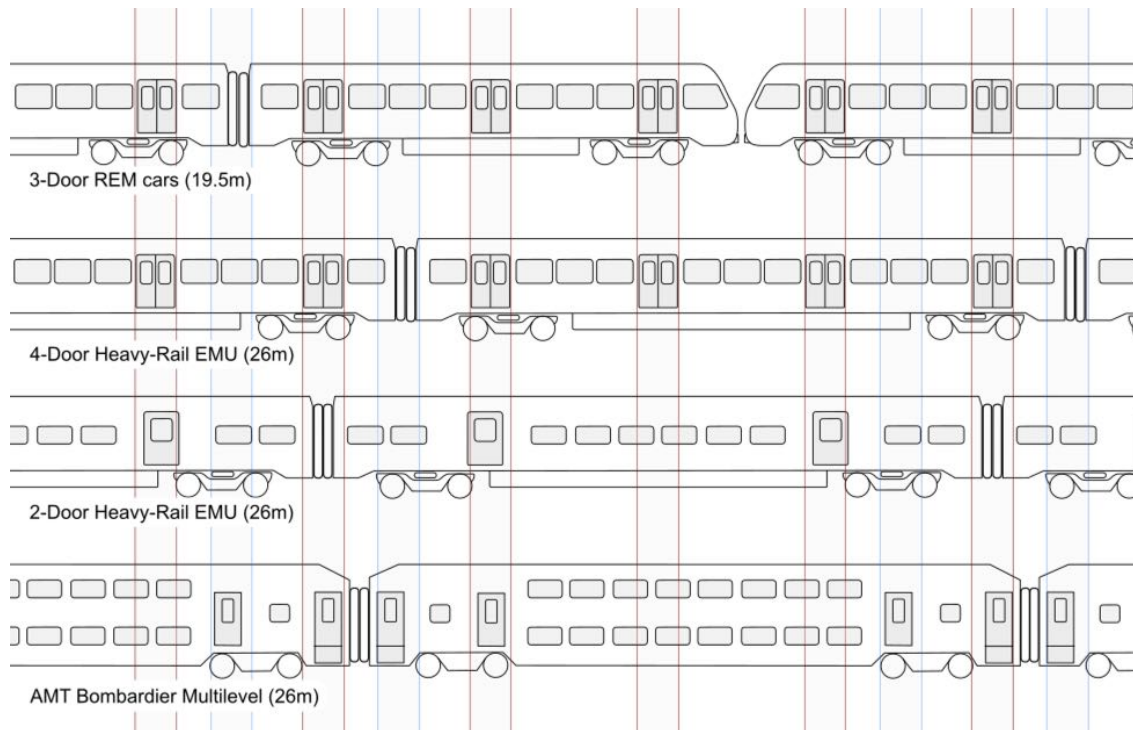 3-Door REM cars (19.5m)
4-Door Heavy-Rail EMU (26m)
2-Door Heavy-Rail EMU (26m)
AMT Bombardier Multilevel (26m)